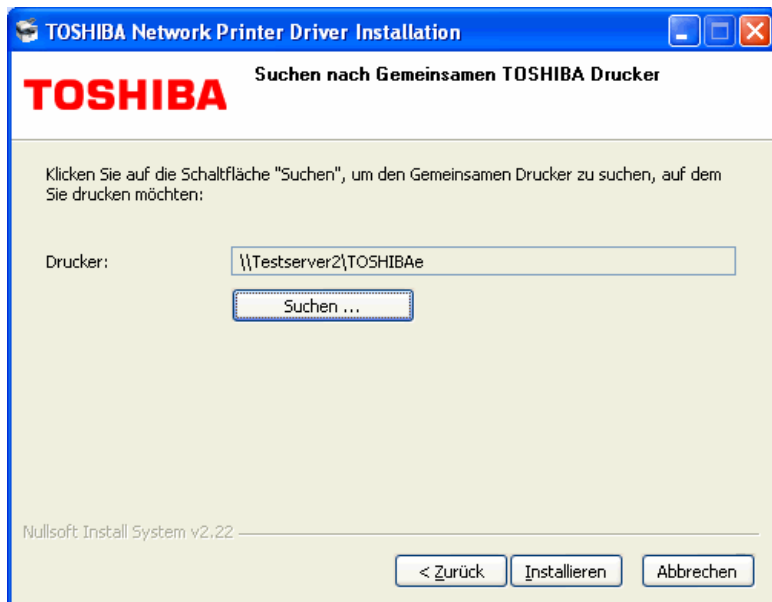 TOSHIBA Network Printer Driver Installation
TOSHIBA
Suchen nach Gemeinsamen TOSHIBA Drucker
Klicken Sie auf die Schaltfläche "Suchen", um den Gemeinsamen Drucker zu suchen, auf dem
Sie drucken möchten:
Drucker:
\\Testserver2\TOSHIBAe
Suchen ...
Nullsoft Install System v2.22
< Zurück
Installieren
Abbrechen